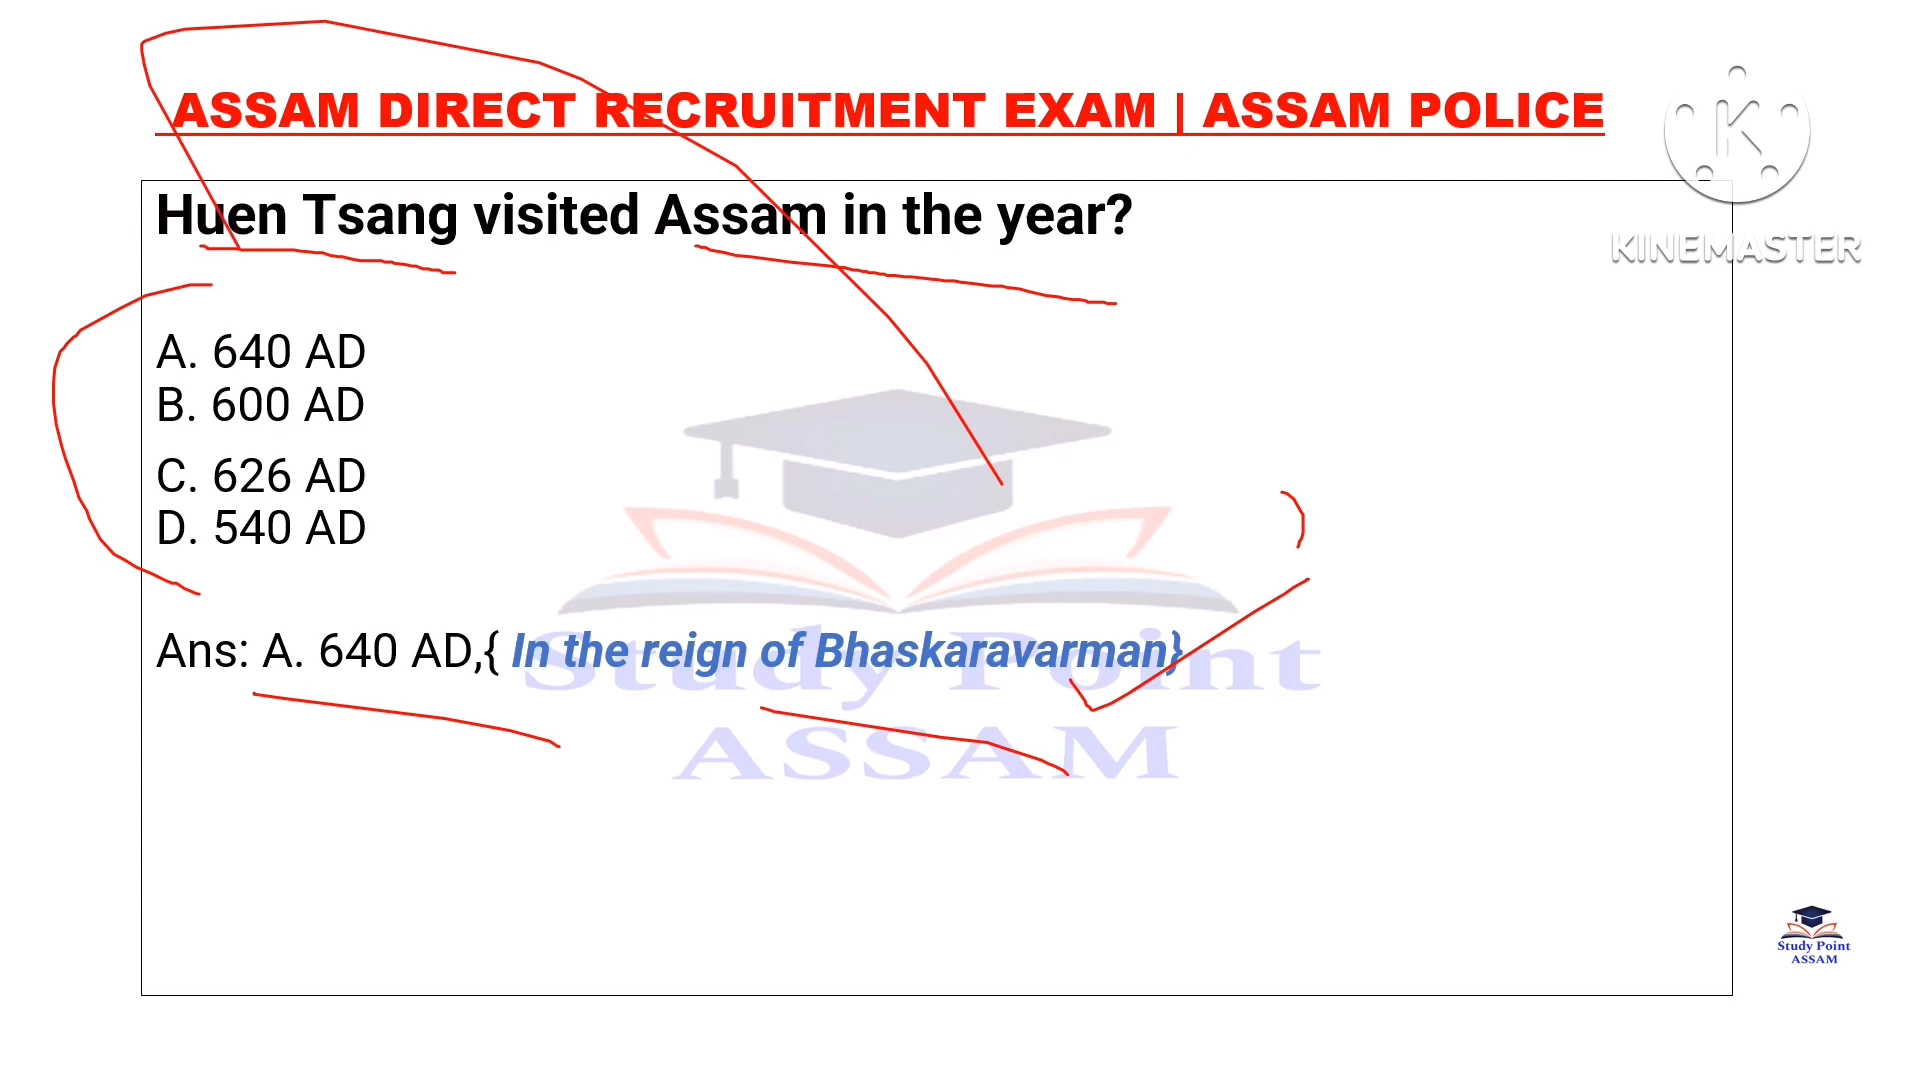 ASSAM DIRECT RECRUITMENT EXAM | ASSAM POLICE
KINEMASTER
Huen Tsang visited Assam in the year?
A. 640 AD
B. 600 AD
C. 626 AD
D. 540 AD
Ans: A. 640 AD,{ In the reign of Bhaskaravarman}
Study Point
ASSAM
Study Point
ASSAM